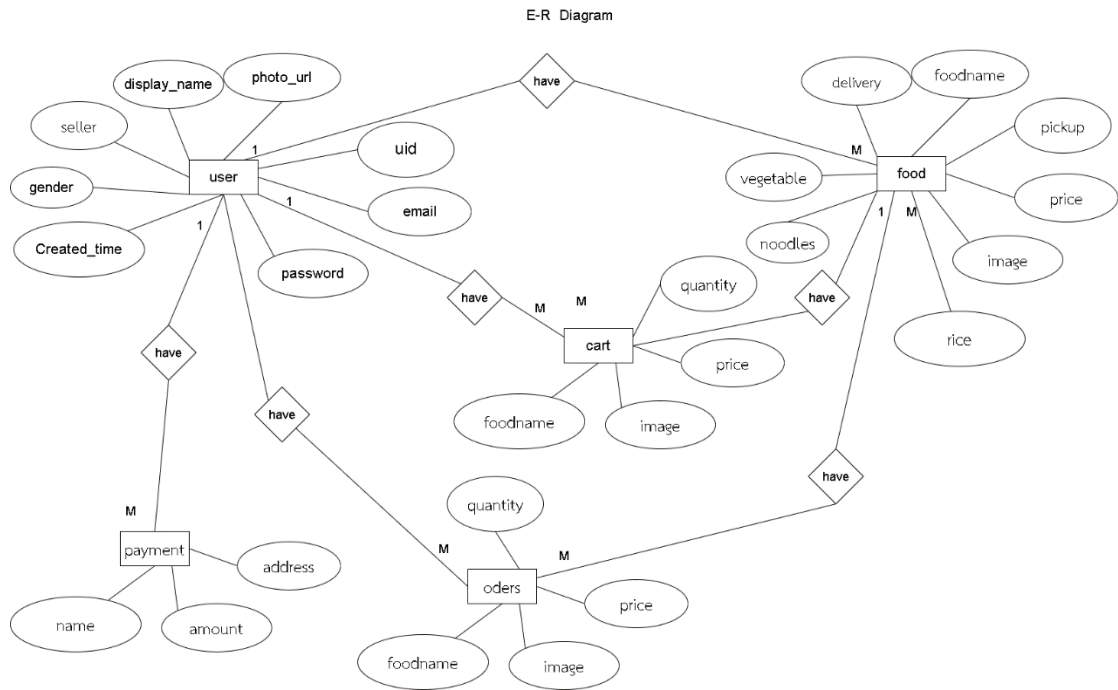 E-R Diagram
display_name
photo_url
have
delivery
foodname
seller
uid
pickup
1
M
user
food
gender
vegetable
price
1
email
1
M
1
Created_time
noodles
password
image
quantity
have
have
M
M
cart
rice
have
price
foodname
image
have
have
quantity
M
payment
M
M
address
oders
price
name
amount
foodname
image